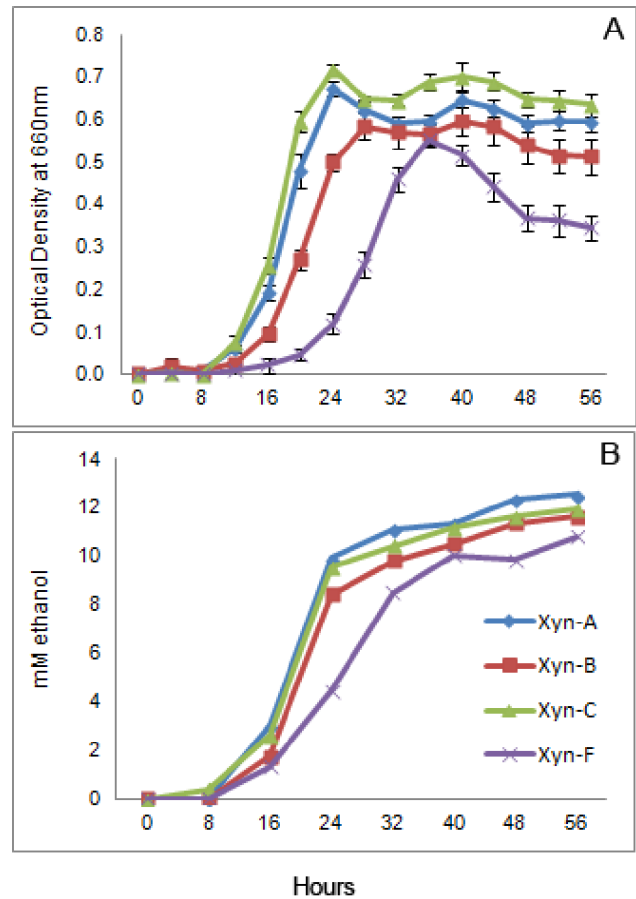 A
Optical Density at 660nm
0.8
0.7
0.6
0.5
0.4
0.3
0.2
0.1
0.0
0 8 16 24 32 40 48 56
B
mM ethanol
14
12
10
8
6
4
2
0
Xyn-A
Xyn-B
Xyn-C
Xyn-F
0 8 16 24 32 40 48 56
Hours